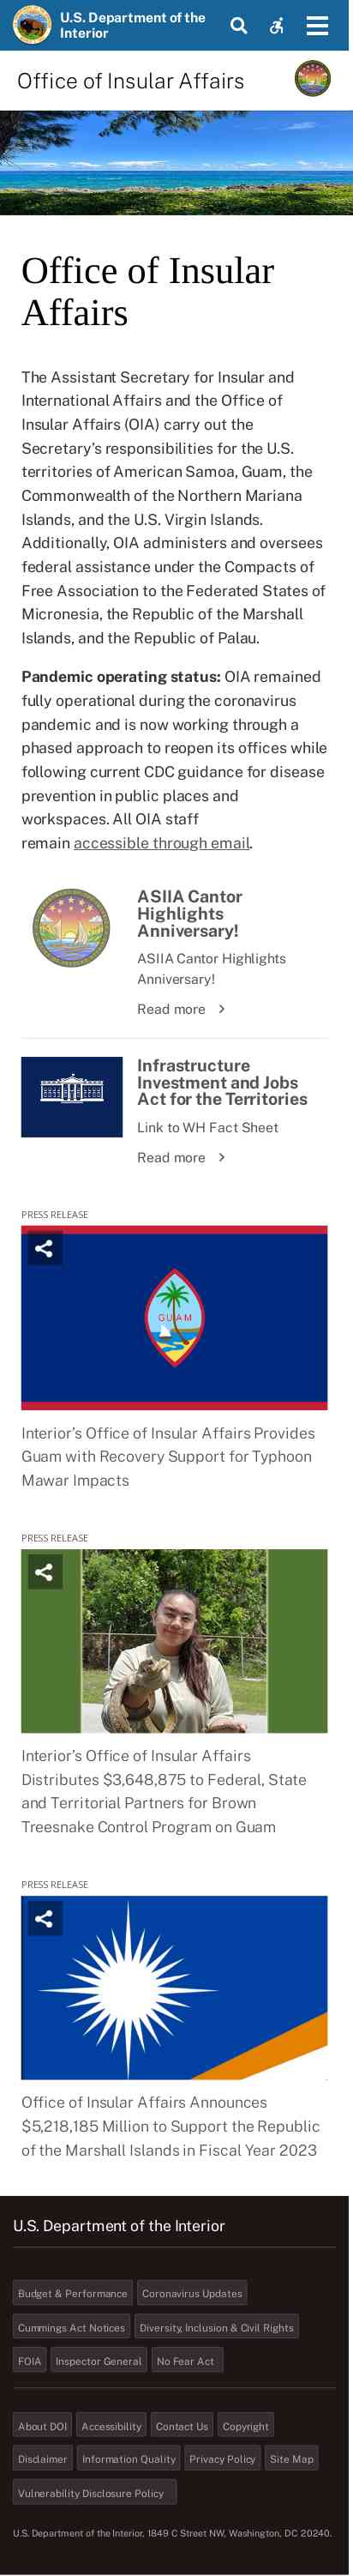 U.S. Department of the
Interior
Office of Insular Affairs
Office of Insular
Affairs
The Assistant Secretary for Insular and
International Affairs and the Office of
Insular Affairs (OIA) carry out the
Secretary’s responsibilities for the U.S.
territories of American Samoa, Guam, the
Commonwealth of the Northern Mariana
Islands, and the U.S. Virgin Islands.
Additionally, OIA administers and oversees
federal assistance under the Compacts of
Free Association to the Federated States of
Micronesia, the Republic of the Marshall
Islands, and the Republic of Palau.
Pandemic operating status: OIA remained
fully operational during the coronavirus
pandemic and is now working through a
phased approach to reopen its offices while
following current CDC guidance for disease
prevention in public places and
workspaces. All OIA staff
remain accessible through email.
ASIIA Cantor
Highlights
Anniversary!
ASIIA Cantor Highlights
Anniversary!
Read more
Infrastructure
Investment and Jobs
Act for the Territories
Link to WH Fact Sheet
Read more
PRESS RELEASE
GUAM
Interior’s Office of Insular Affairs Provides
Guam with Recovery Support for Typhoon
Mawar Impacts
PRESS RELEASE
Interior’s Office of Insular Affairs
Distributes $3,648,875 to Federal, State
and Territorial Partners for Brown
Treesnake Control Program on Guam
PRESS RELEASE
Office of Insular Affairs Announces
$5,218,185 Million to Support the Republic
of the Marshall Islands in Fiscal Year 2023
U.S. Department of the Interior
Budget & Performance Coronavirus Updates
Cummings Act Notices Diversity, Inclusion & Civil Rights
FOIA Inspector General No Fear Act
About DOI Accessibility Contact Us Copyright
Disclaimer Information Quality Privacy Policy Site Map
Vulnerability Disclosure Policy
U.S. Department of the Interior, 1849 C Street NW, Washington, DC 20240.